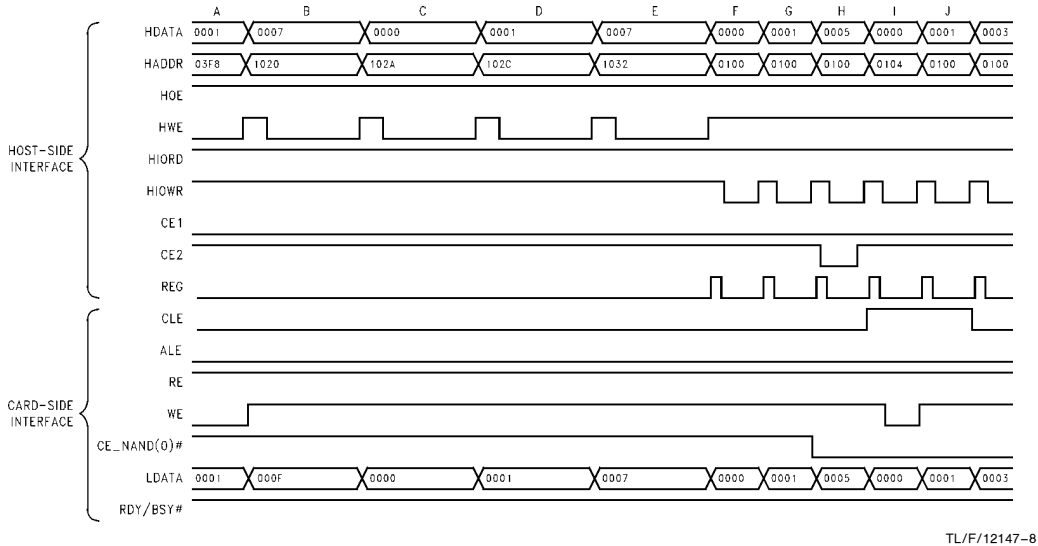 A B C D E F G H I J
HDATA 0001 0007 0000 0001 0007 0000 0001 0005 0000 0001 0003
HADDR 03F8 1020 102A 102C 1032 0100 0100 0100 0104 0100 0100
HOE
HWE
HOST-SIDE
INTERFACE
HIORD
HIOWR
CE1
CE2
REG
CLE
ALE
RE
CARD-SIDE
INTERFACE
WE
CE_NAND(0)#
LDATA 0001 000F 0000 0001 0007 0000 0001 0005 0000 0001 0003
RDY/BSY#
TL/F/12147-8